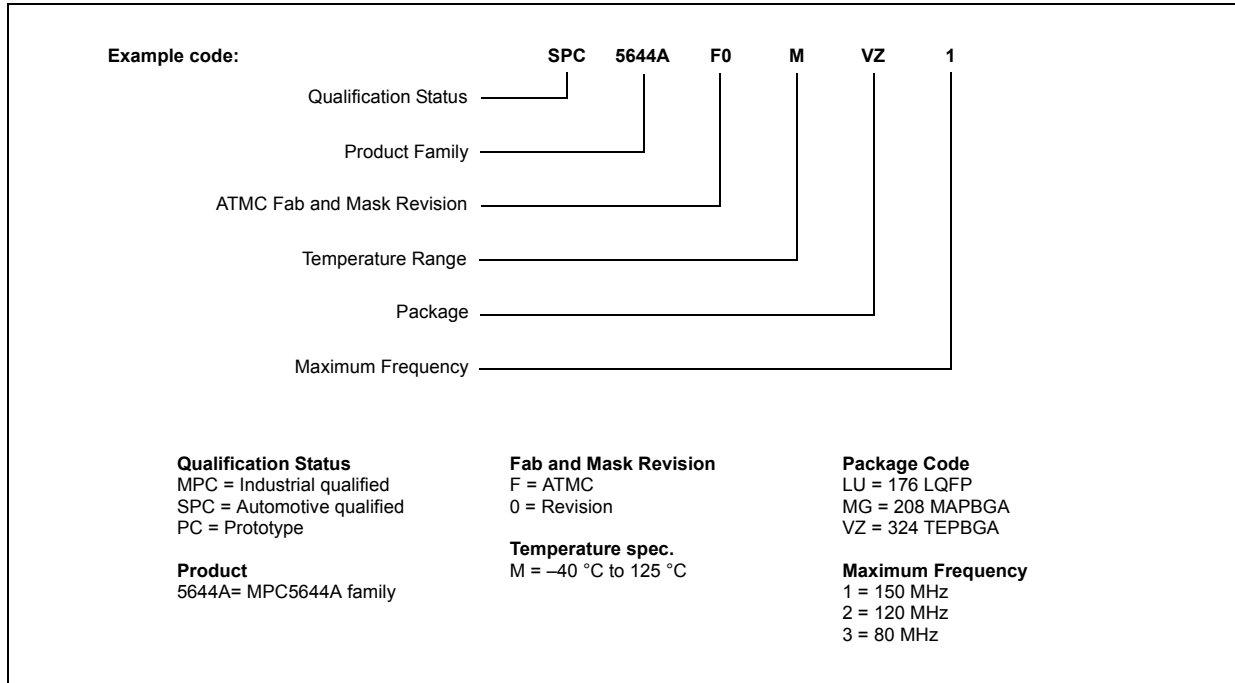 Example code: SPC 5644A F0 M VZ 1
Qualification Status
Product Family
ATMC Fab and Mask Revision
Temperature Range
Package
Maximum Frequency
Qualification Status
MPC = Industrial qualified
SPC = Automotive qualified
PC = Prototype
Product
5644A= MPC5644A family
Fab and Mask Revision
F = ATMC
0 = Revision
Temperature spec.
M = –40 °C to 125 °C
Package Code
LU = 176 LQFP
MG = 208 MAPBGA
VZ = 324 TEPBGA
Maximum Frequency
1 = 150 MHz
2 = 120 MHz
3 = 80 MHz